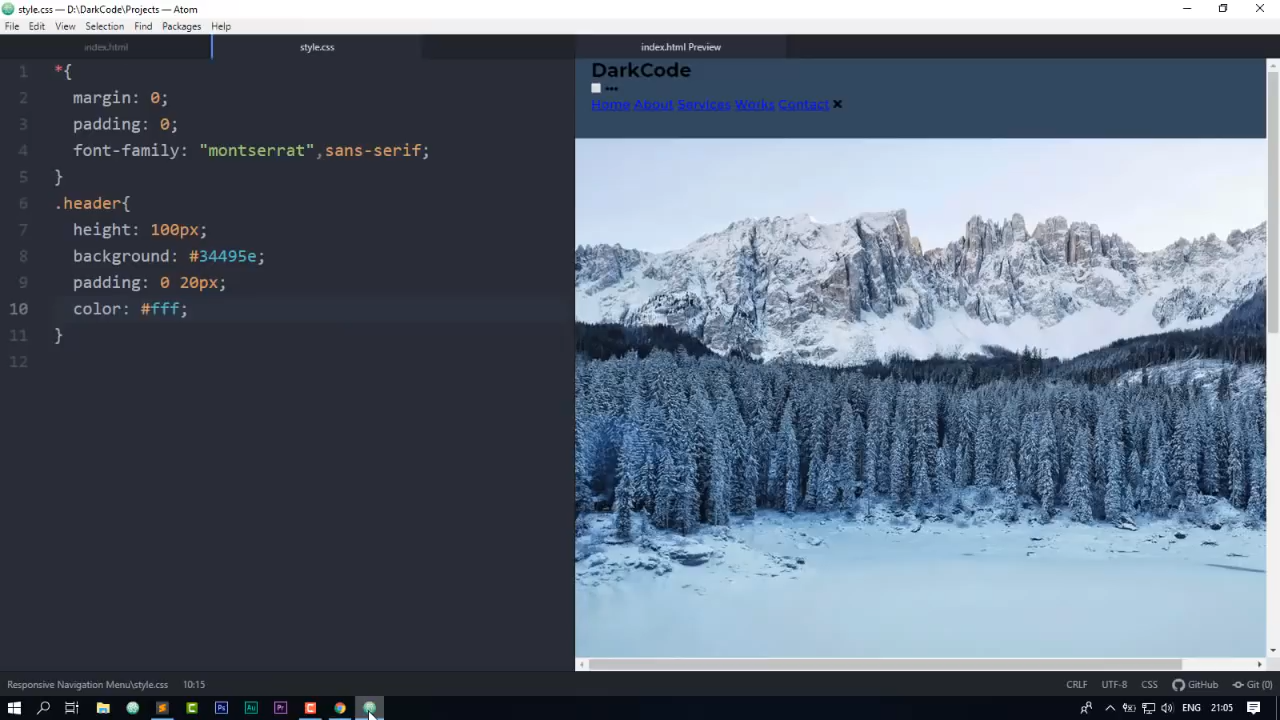 style.css — D:\DarkCode\Projects — Atom
File Edit View Selection Find Packages Help
index.html style.css index.html Preview
1 *{
2 margin: 0;
3 padding: 0;
4 font-family: "montserrat",sans-serif;
5 }
6 .header{
7 height: 100px;
8 background: #34495e;
9 padding: 0 20px;
10 color: #fff;
11 }
12
DarkCode
Home About Services Works Contact
Responsive Navigation Menu\style.css 10:15 CRLF UTF-8 CSS GitHub Git (0)
Ps Au Pr ENG 21:05